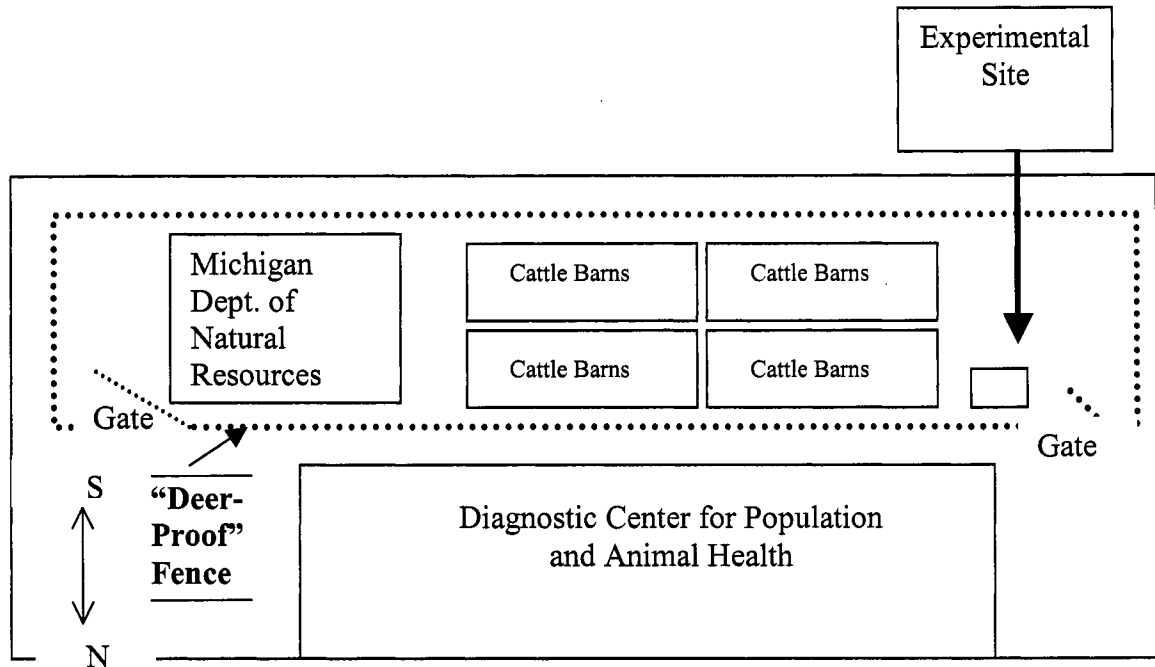 Experimental
Site
Michigan
Dept. of
Natural
Resources
Cattle Barns
Cattle Barns
Cattle Barns
Cattle Barns
Gate
Gate
S
“Deer-
Proof”
Fence
N
Diagnostic Center for Population
and Animal Health